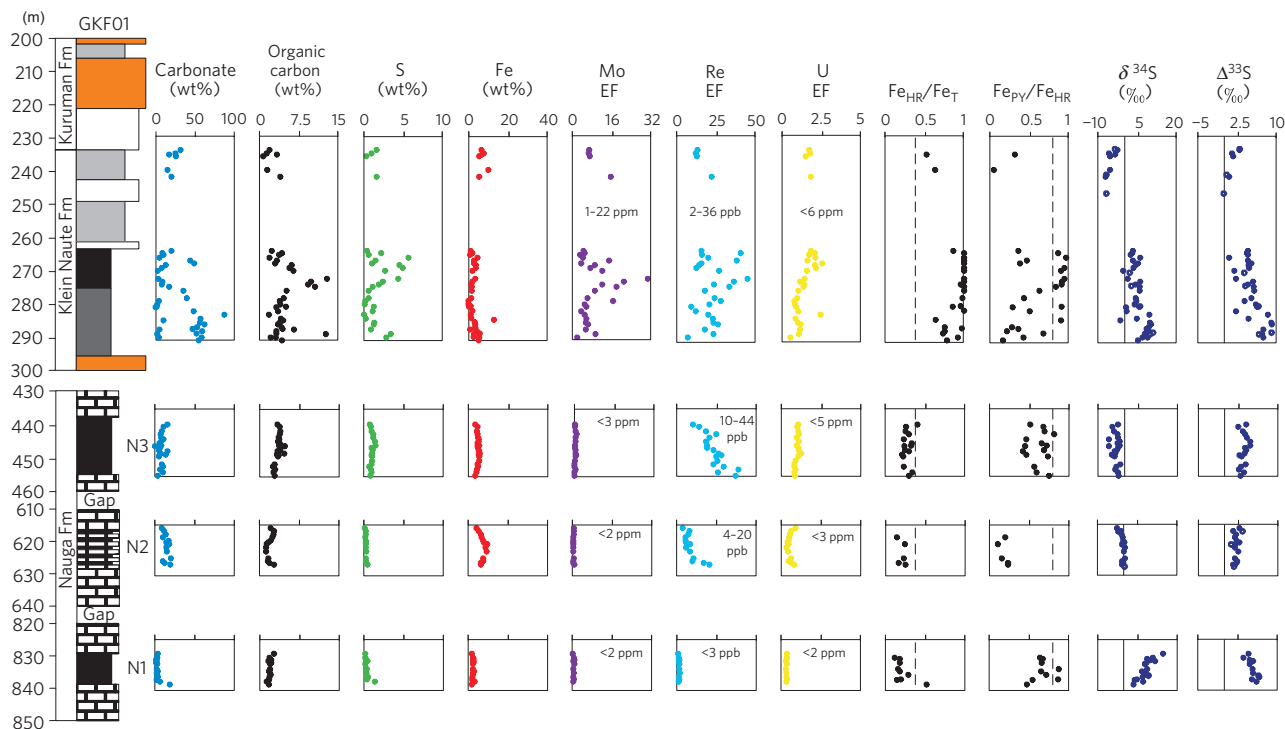 (m)
GKF01
Carbonate
(wt%)
Organic
carbon
(wt%)
S
(wt%)
Fe
(wt%)
Mo
EF
Re
EF
U
EF
FeHR/FeT
FePY/FeHR
δ 34S
(‰)
Δ33S
(‰)
0 50 100
0 7.5 15
0 5 10
0 20 40
0 16 32
0 25 50
0 2.5 5
0 0.5 1
0 0.5 1
−10 5 20
−5 2.5 10
200
210
220
230
240
250
260
270
280
290
300
Kuruman Fm
Klein Naute Fm
1–22 ppm
2–36 ppb
<6 ppm
430
440
450
460
N3
<3 ppm
10–44
ppb
<5 ppm
Gap
610
620
630
640
N2
<2 ppm
4–20
ppb
<3 ppm
Nauga Fm
Gap
820
830
840
850
N1
<2 ppm
<3 ppb
<2 ppm